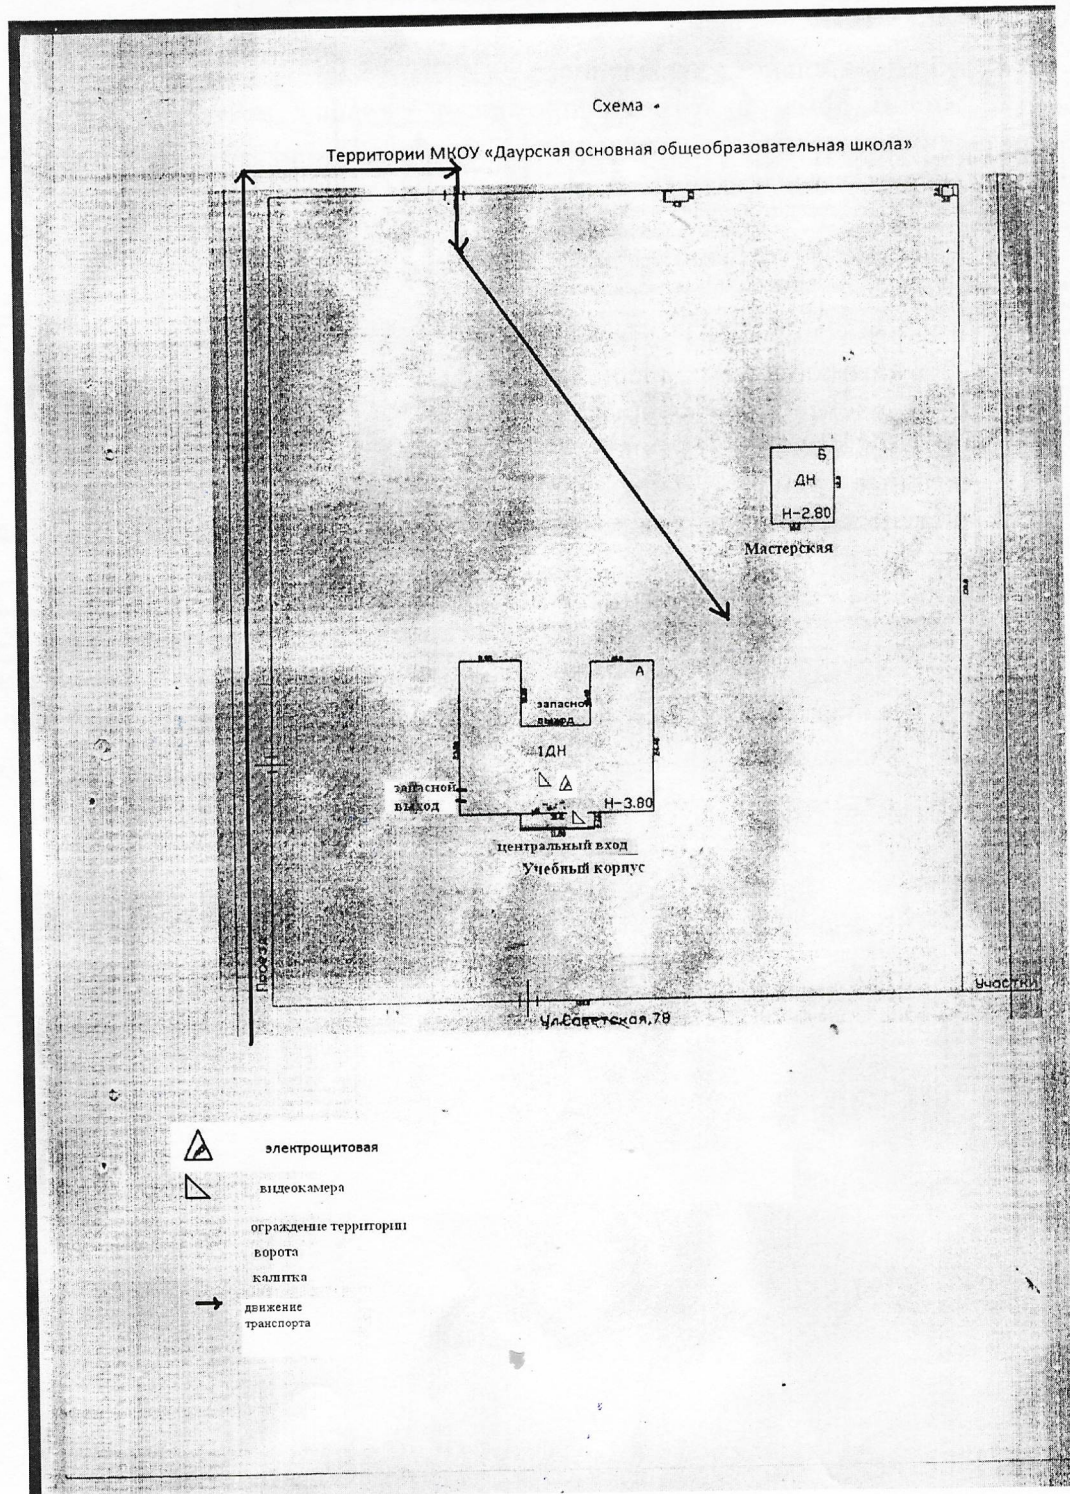 Схема
Территории МКОУ «Даурская основная общеобразовательная школа»
Б
ДН
Н-2.80
Мастерская
А
запасной
выход
1ДН
запасной
выход
Н-3.80
центральный вход
Учебный корпус
Проезд
Участки
Ул.Советская,78
электрощитовая
видеокамера
ограждение территории
ворота
калитка
движение
транспорта